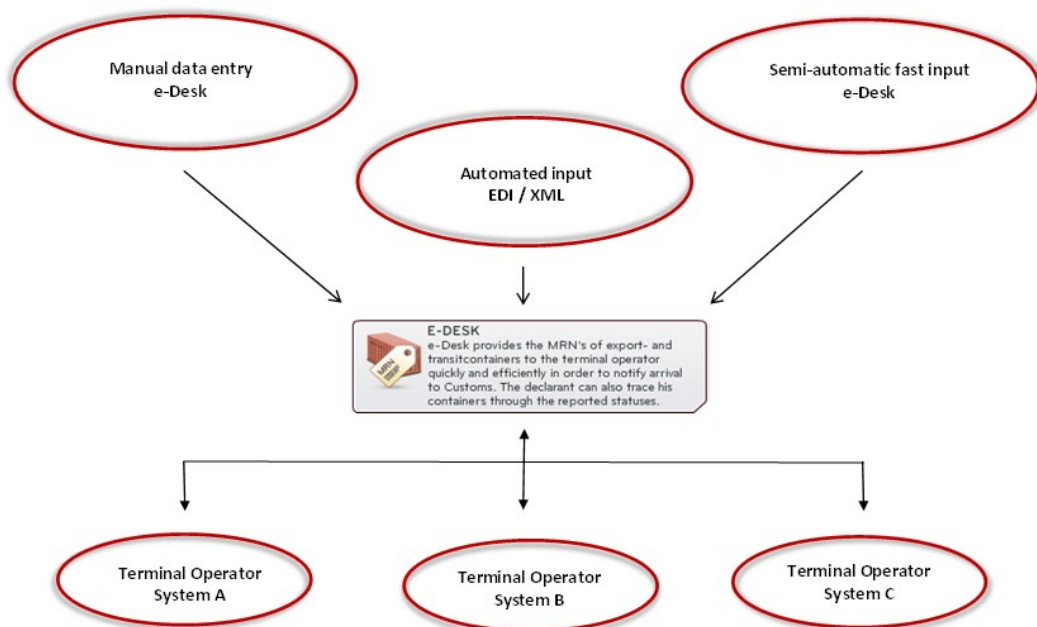 Manual data entry
e-Desk
Semi-automatic fast input
e-Desk
Automated input
EDI / XML
E-DESK
e-Desk provides the MRN's of export- and
transitcontainers to the terminal operator
quickly and efficiently in order to notify arrival
to Customs. The declarant can also trace his
containers through the reported statuses.
MRN
Terminal Operator
System A
Terminal Operator
System B
Terminal Operator
System C